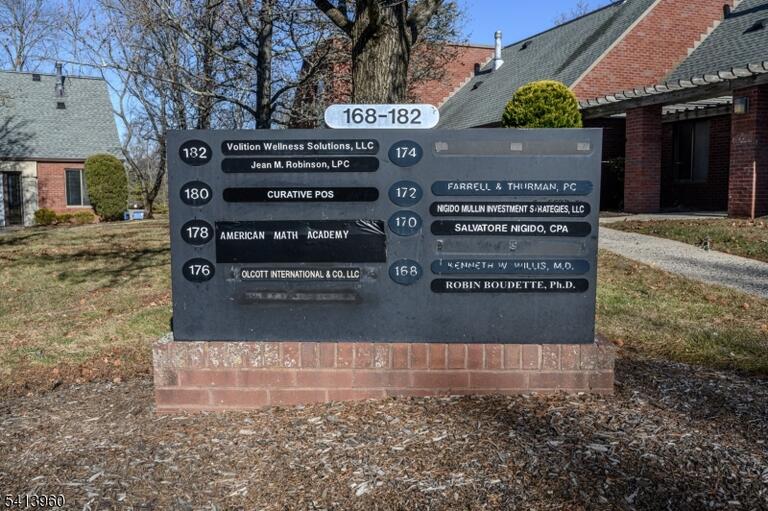 168-182
182
Volition Wellness Solutions, LLC
Jean M. Robinson, LPC
180
CURATIVE POS
178
AMERICAN MATH ACADEMY
176
OLCOTT INTERNATIONAL & CO., LLC
174
172
FARRELL & THURMAN, PC
170
NIGIDO MULLIN INVESTMENT LLC
SALVATORE NIGIDO, CPA
168
KENNETH W. WILLIS, M.D.
ROBIN BOUDETTE, Ph.D.
5413960